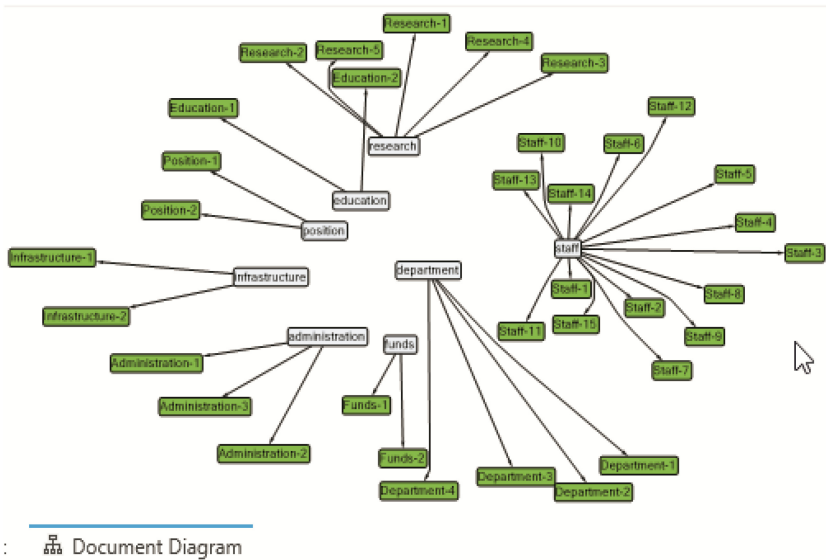 Research-1
Research-4
Research-2
Research-5
Research-3
Education-2
Education-1
Staff-12
Staff-10
Staff-6
research
Position-1
Staff-5
Staff-13
Staff-14
education
Position-2
Staff-4
position
staff
Staff-3
Infrastructure-1
department
infrastructure
Staff-1
Staff-8
Staff-2
Infrastructure-2
Staff-15
Staff-11
administration
Staff-9
funds
Administration-1
Staff-7
Funds-1
Administration-3
Administration-2
Funds-2
Department-1
Department-3
Department-4
Department-2
: Document Diagram